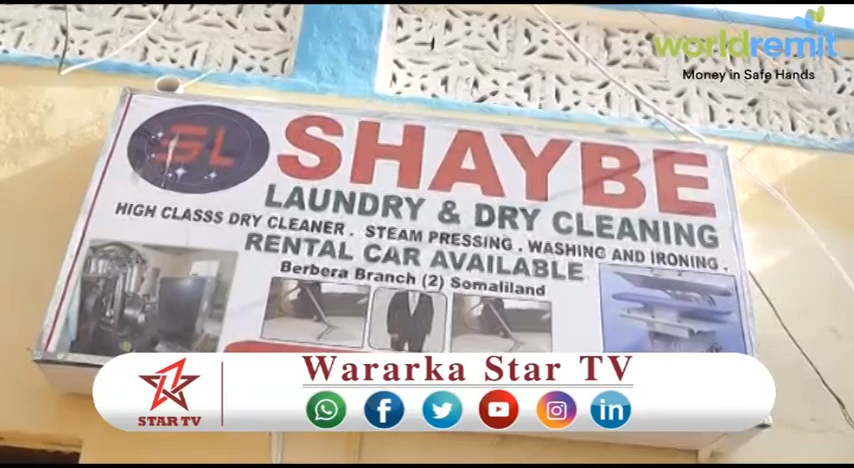 worldremit
Money in Safe Hands
SL
SHAYBE
LAUNDRY & DRY CLEANING
HIGH CLASSS DRY CLEANER . STEAM PRESSING . WASHING AND IRONING .
RENTAL CAR AVAILABLE
Berbera Branch (2) Somaliland
STAR TV
Wararka Star TV